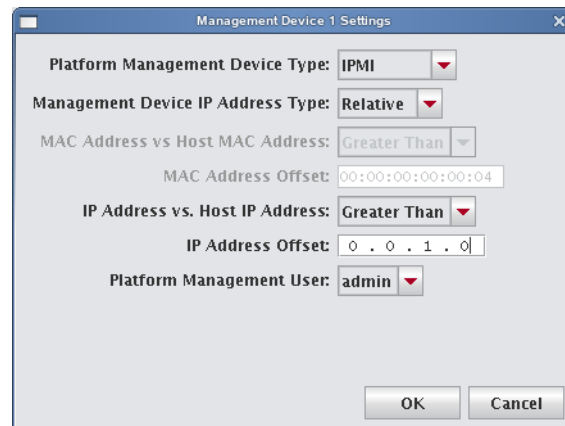 Management Device 1 Settings
Platform Management Device Type: IPMI
Management Device IP Address Type: Relative
MAC Address vs Host MAC Address: Greater Than
MAC Address Offset: 00:00:00:00:00:04
IP Address vs. Host IP Address: Greater Than
IP Address Offset: 0 . 0 . 1 . 0
Platform Management User: admin
OK Cancel